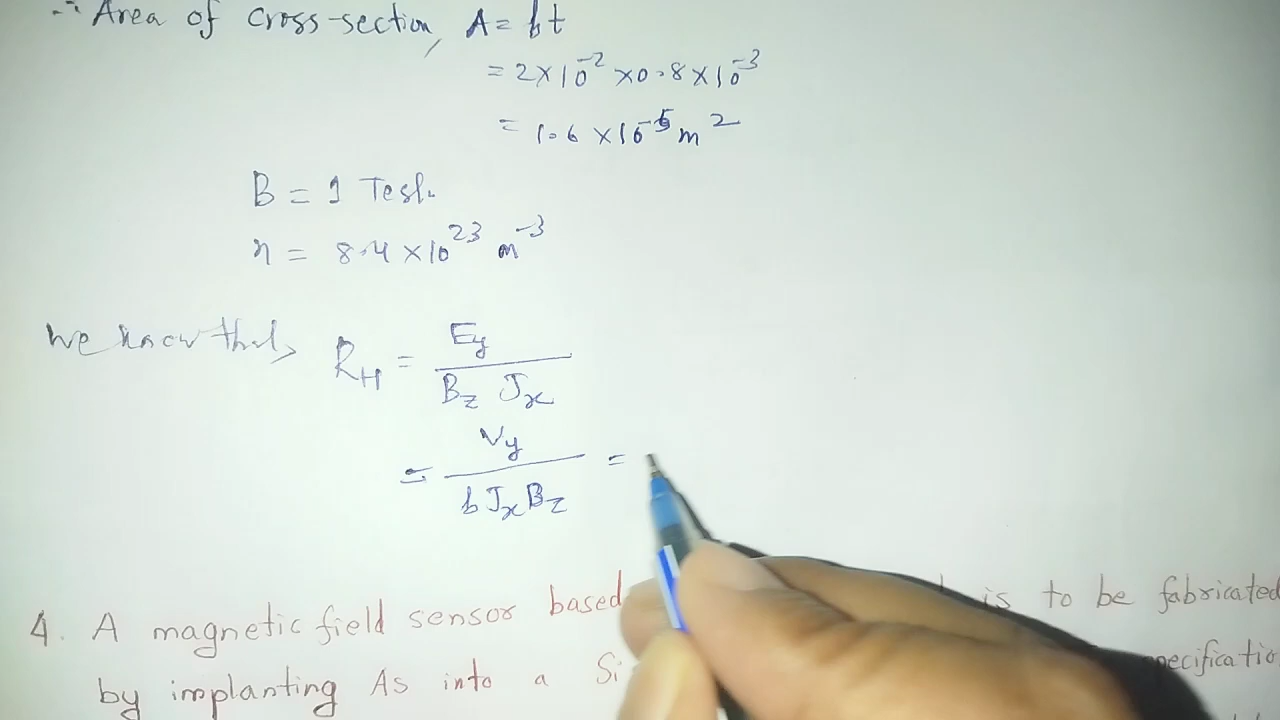 ∴ Area of cross-section, A = bt
= 2×10⁻² ×0.8×10⁻³
= 1.6 ×10⁻⁵ m²
B = 1 Tesla
n = 8.4 ×10²³ m⁻³
We know that, R_H = E_y / B_z J_x
= V_y / b J_x B_z =
4. A magnetic field sensor based is to be fabricated
by implanting As into a Si